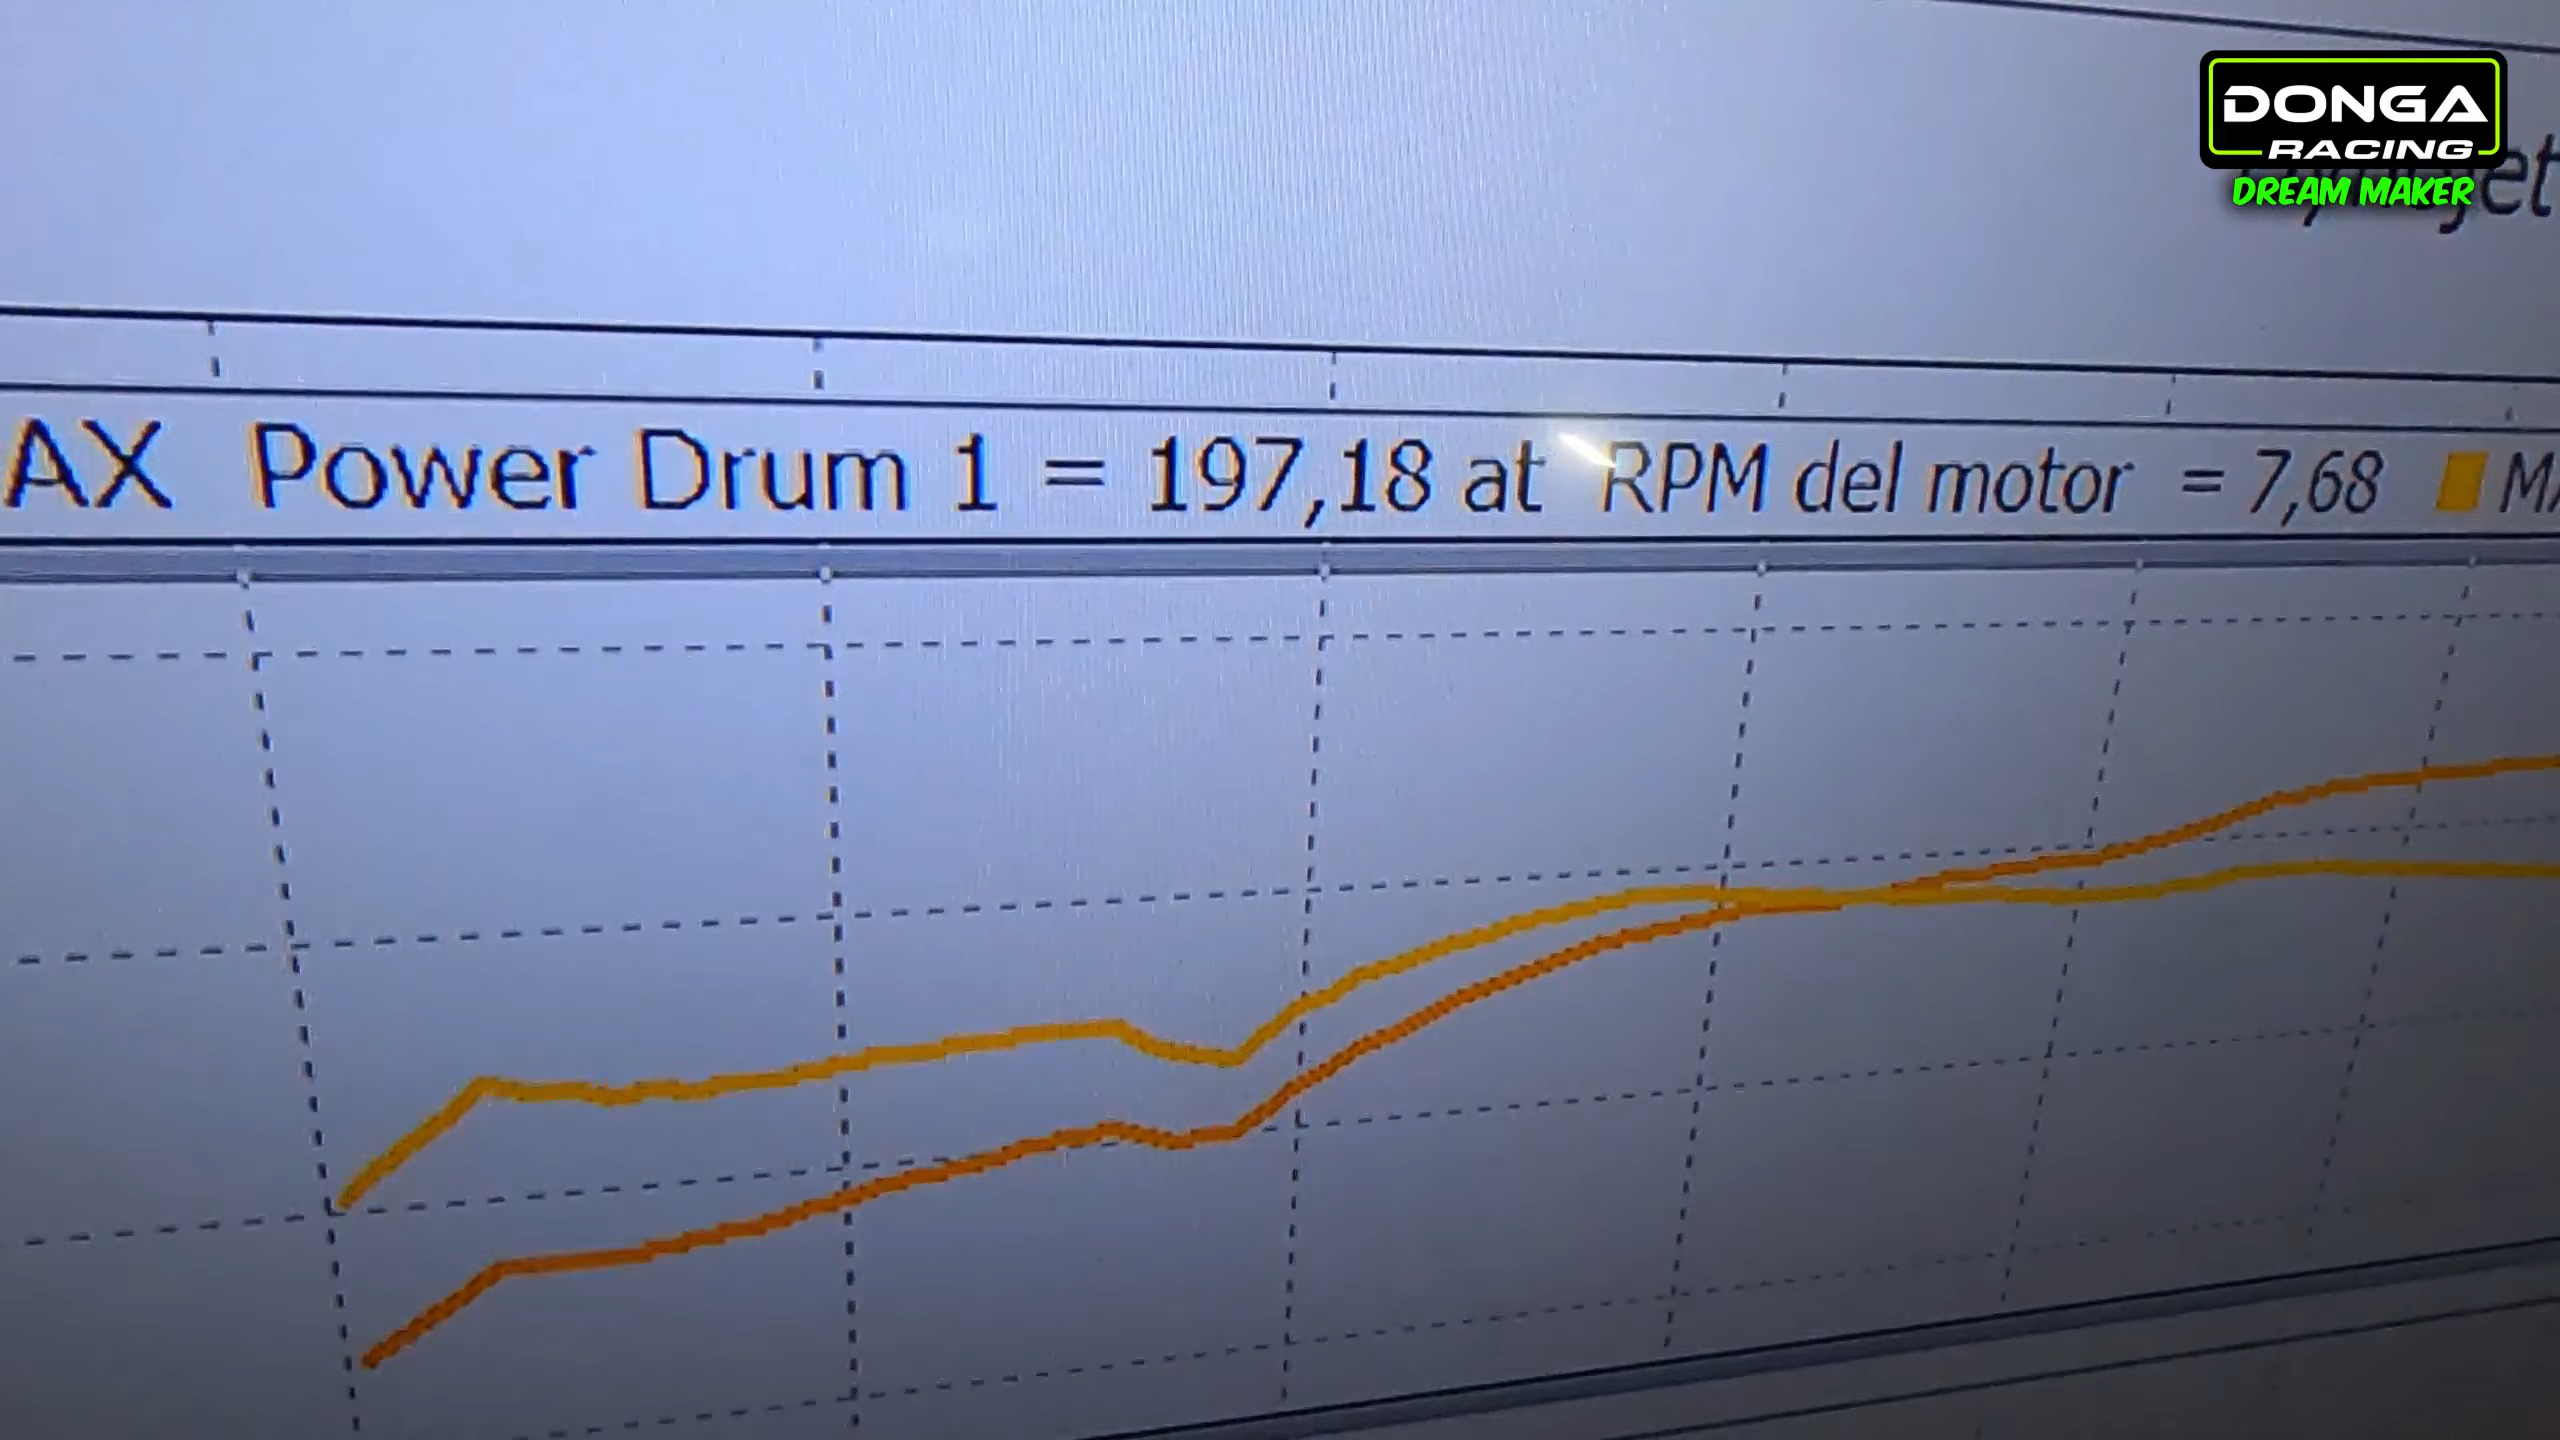 DONGA
RACING
DREAM MAKER
AX Power Drum 1 = 197,18 at RPM del motor = 7,68